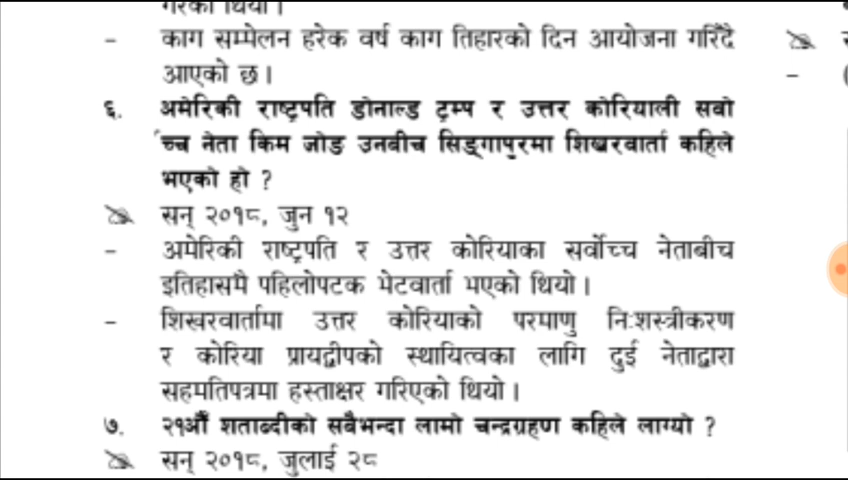 गरेका थियो ।
- काग सम्मेलन हरेक वर्ष काग तिहारको दिन आयोजना गरिँदै
आएको छ ।
६. अमेरिकी राष्ट्रपति डोनाल्ड ट्रम्प र उत्तर कोरियाली सवो
र्च्च नेता किम जोङ उनबीच सिङ्गापुरमा शिखरवार्ता कहिले
भएको हो ?
सन् २०१८, जुन १२
- अमेरिकी राष्ट्रपति र उत्तर कोरियाका सर्वोच्च नेताबीच
इतिहासमै पहिलोपटक भेटवार्ता भएको थियो ।
- शिखरवार्तामा उत्तर कोरियाको परमाणु निःशस्त्रीकरण
र कोरिया प्रायद्वीपको स्थायित्वका लागि दुई नेताद्वारा
सहमतिपत्रमा हस्ताक्षर गरिएको थियो ।
७. २१औँ शताब्दीको सबैभन्दा लामो चन्द्रग्रहण कहिले लाग्यो ?
सन् २०१८, जुलाई २८